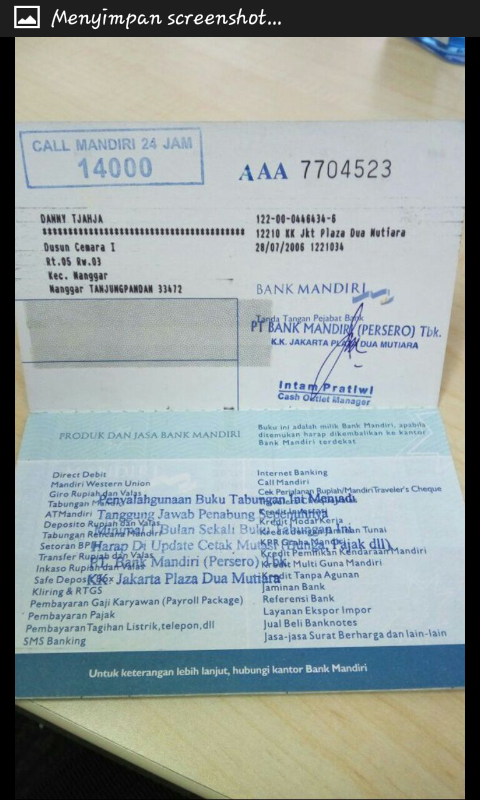 Menyimpan screenshot...
CALL MANDIRI 24 JAM
14000
AAA 7704523
DANNY TJAHJA
******************************************
Dusun Cemara I
Rt.05 Rw.03
Kec. Manggar
Manggar TANJUNGPANDAN 33472
122-00-0446434-6
12210 KK Jkt Plaza Dua Mutiara
28/07/2006 1221034
BANK MANDIRI
Tanda Tangan Pejabat Bank
PT BANK MANDIRI (PERSERO) Tbk.
K.K. JAKARTA PLAZA DUA MUTIARA
Intam Pratiwi
Cash Outlet Manager
PRODUK DAN JASA BANK MANDIRI
Buku ini adalah milik Bank Mandiri, apabila
ditemukan harap dikembalikan ke kantor
Bank Mandiri terdekat
Direct Debit
Mandiri Western Union
Giro Rupiah dan Valas
Tabungan
ATMandiri
Deposito Rupiah dan Valas
Tabungan Rencana Mandiri
Setoran
Transfer Rupiah dan Valas
Inkaso Rupiah dan Valas
Safe Deposit
Kliring & RTGS
Pembayaran Gaji Karyawan (Payroll Package)
Pembayaran Pajak
Pembayaran Tagihan Listrik,telepon,dll
SMS Banking
Internet Banking
Call Mandiri
Cek Perjalanan Rupiah/MandiriTraveler's Cheque
Kredit Investasi
Kredit Modal Kerja
Kredit dengan Jaminan Tunai
KPR Graha Mandiri
Kredit Pemilikan Kendaraan Mandiri
Kredit Multi Guna Mandiri
Kredit Tanpa Agunan
Jaminan Bank
Referensi Bank
Layanan Ekspor Impor
Jual Beli Banknotes
Jasa-jasa Surat Berharga dan lain-lain
Penyalahgunaan Buku Tabungan Ini Menjadi
Tanggung Jawab Penabung Sepenuhnya
Minimal 1 Bulan Sekali Buku Tabungan Ini
Harap Di Update Cetak Mutasi (Bunga, Pajak dll)
PT. Bank Mandiri (Persero) Tbk.
KK. Jakarta Plaza Dua Mutiara
Untuk keterangan lebih lanjut, hubungi kantor Bank Mandiri